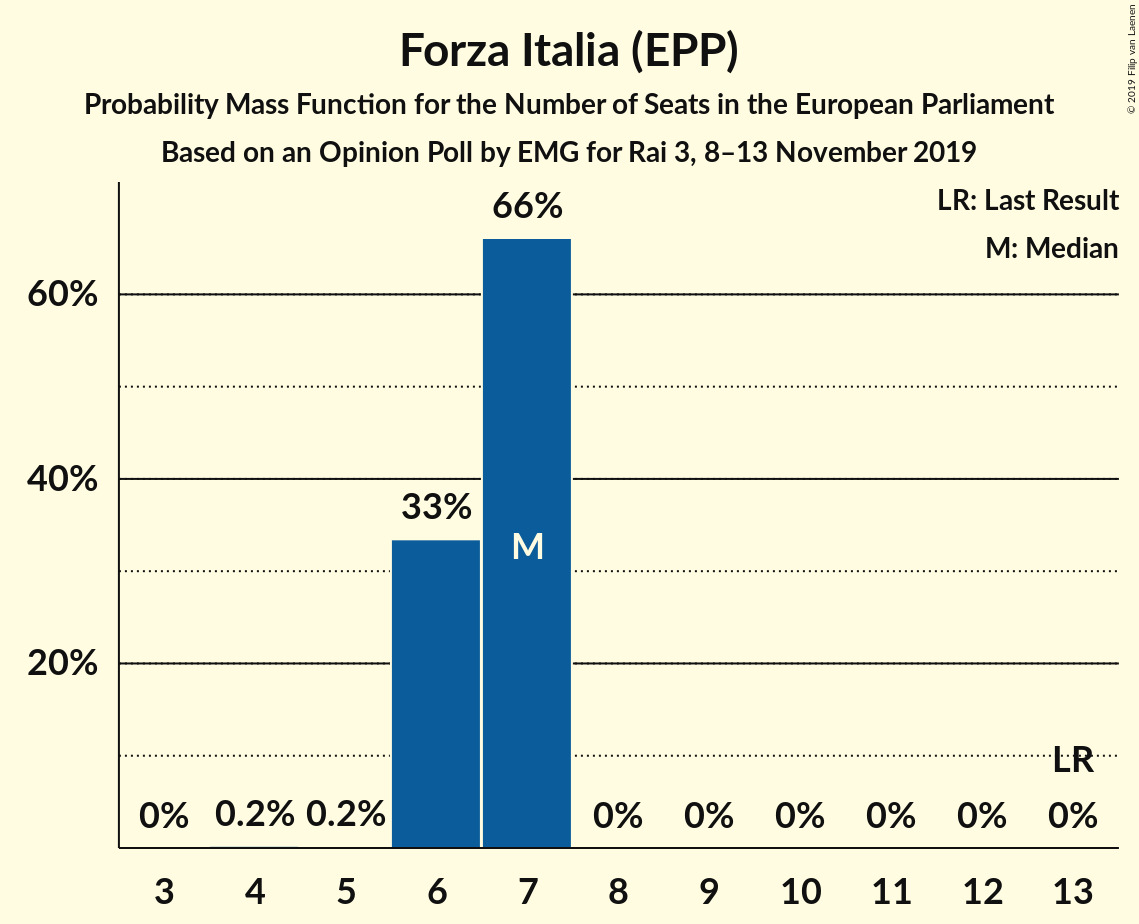 Forza Italia (EPP)
Probability Mass Function for the Number of Seats in the European Parliament
Based on an Opinion Poll by EMG for Rai 3, 8–13 November 2019
© 2019 Filip van Laenen
LR: Last Result
M: Median
66%
60%
40%
33%
M
20%
LR
0% 0.2% 0.2% 0% 0% 0% 0% 0% 0%
3 4 5 6 7 8 9 10 11 12 13